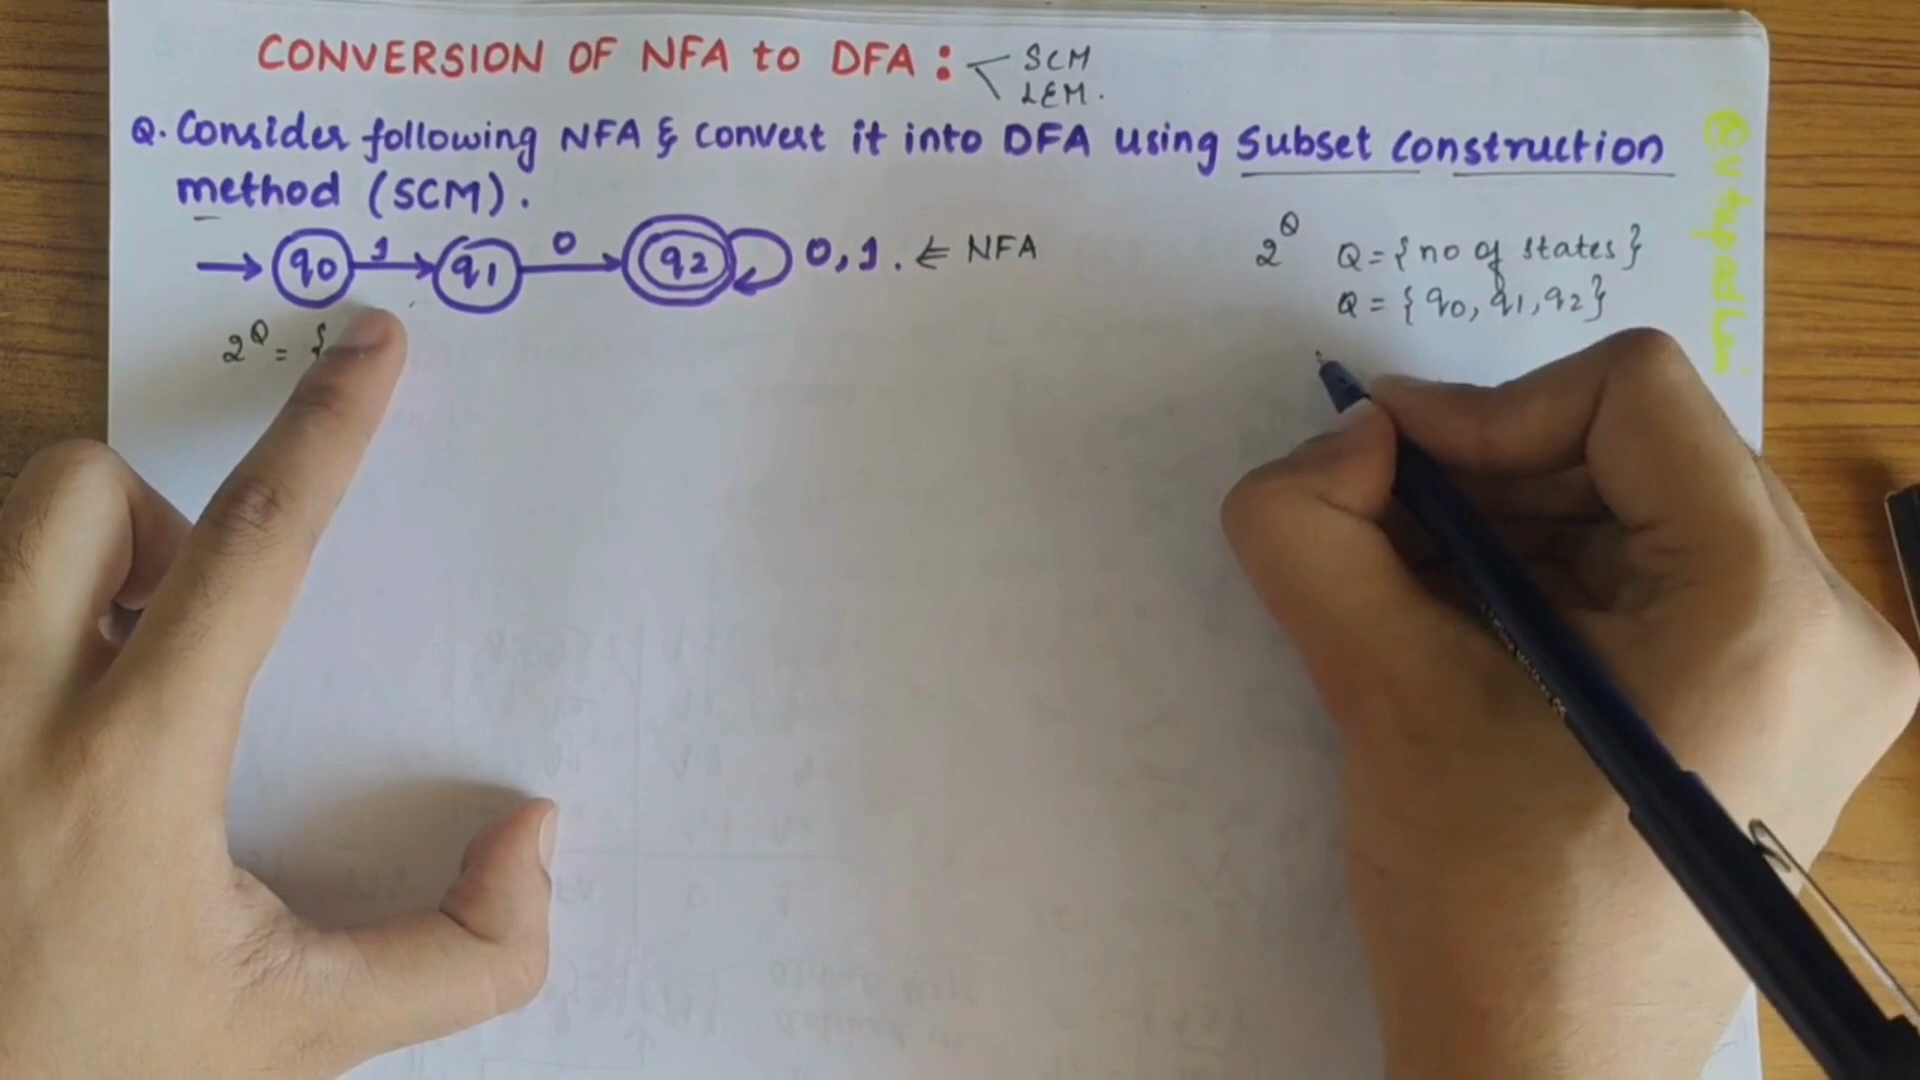 CONVERSION OF NFA to DFA : SCM
LEM.
Q. Consider following NFA & convert it into DFA using Subset construction
method (SCM).
q0 1 q1 0 q2 0,1. ⇐ NFA
2^Q Q = {no of states}
Q = {q0, q1, q2}
2^Q = {
@vtupadhai